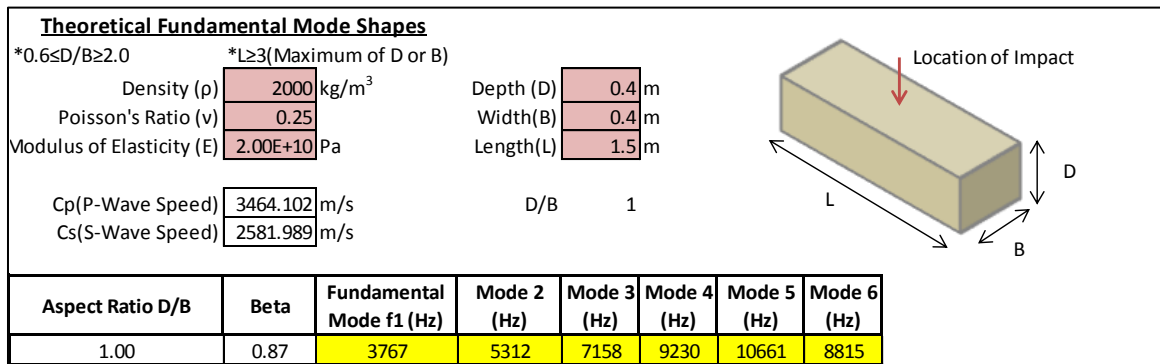 Theoretical Fundamental Mode Shapes
*0.6≤D/B≥2.0 *L≥3(Maximum of D or B)
Density (ρ) 2000 kg/m³ Depth (D) 0.4 m
Poisson's Ratio (ν) 0.25 Width(B) 0.4 m
Modulus of Elasticity (E) 2.00E+10 Pa Length(L) 1.5 m
Cp(P-Wave Speed) 3464.102 m/s D/B 1
Cs(S-Wave Speed) 2581.989 m/s
Location of Impact
D
L
B
Aspect Ratio D/B Beta Fundamental Mode f1 (Hz) Mode 2 (Hz) Mode 3 (Hz) Mode 4 (Hz) Mode 5 (Hz) Mode 6 (Hz)
1.00 0.87 3767 5312 7158 9230 10661 8815